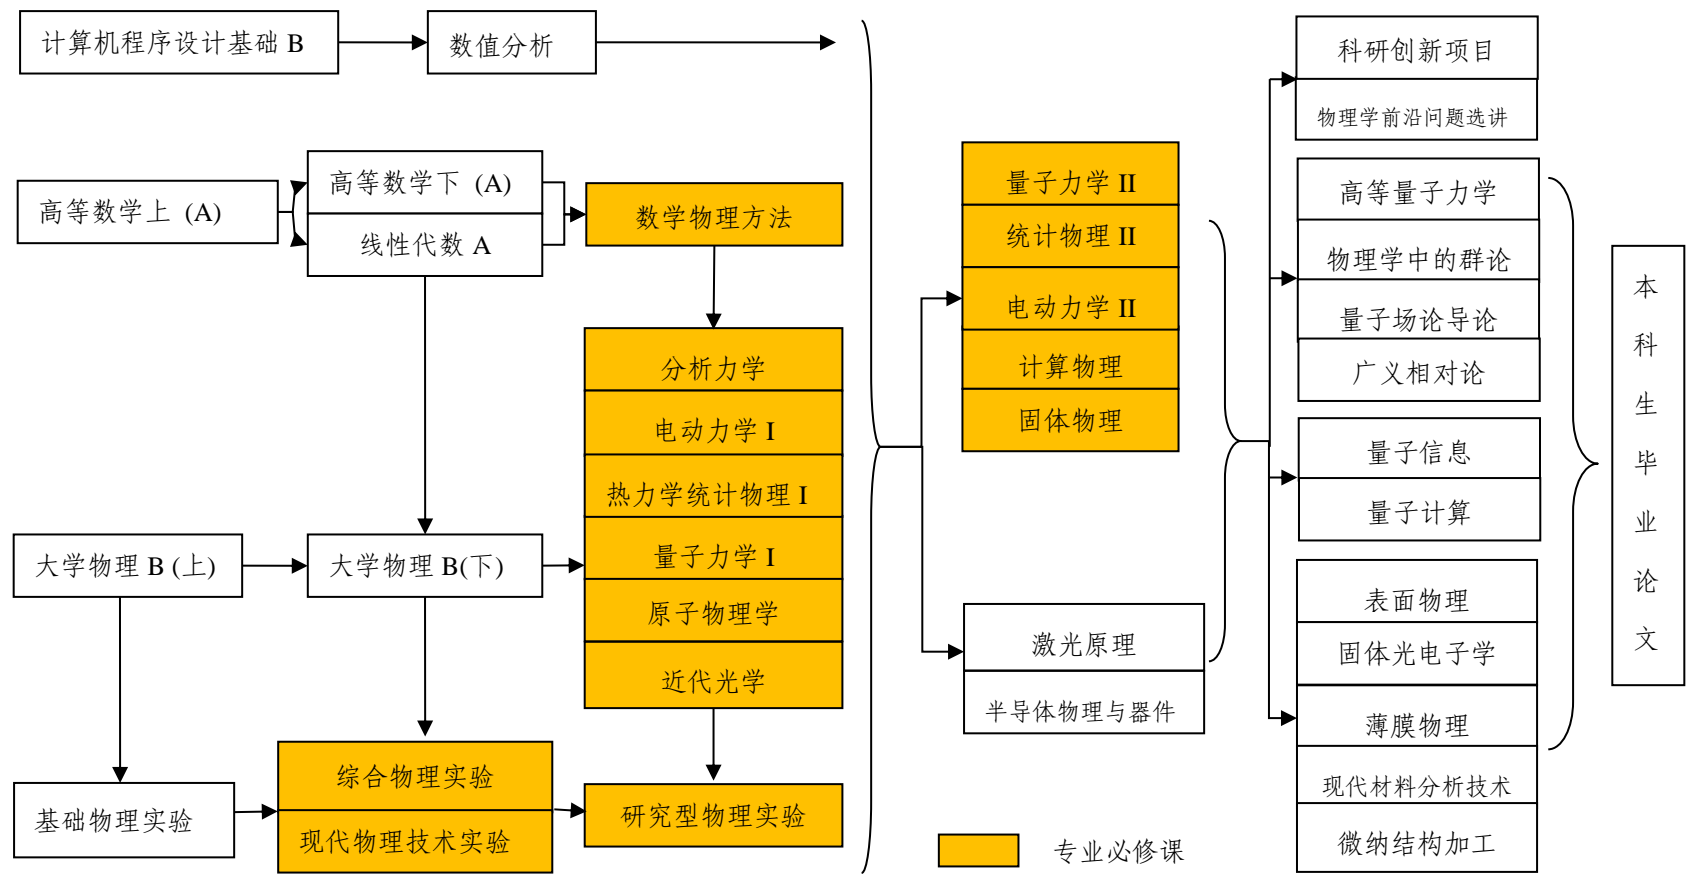 计算机程序设计基础 B
数值分析
高等数学上 (A)
高等数学下 (A)
线性代数 A
数学物理方法
分析力学
电动力学 I
热力学统计物理 I
量子力学 I
原子物理学
近代光学
大学物理 B (上)
大学物理 B(下)
基础物理实验
综合物理实验
现代物理技术实验
研究型物理实验
量子力学 II
统计物理 II
电动力学 II
计算物理
固体物理
激光原理
半导体物理与器件
专业必修课
科研创新项目
物理学前沿问题选讲
高等量子力学
物理学中的群论
量子场论导论
广义相对论
量子信息
量子计算
表面物理
固体光电子学
薄膜物理
现代材料分析技术
微纳结构加工
本科生毕业论文